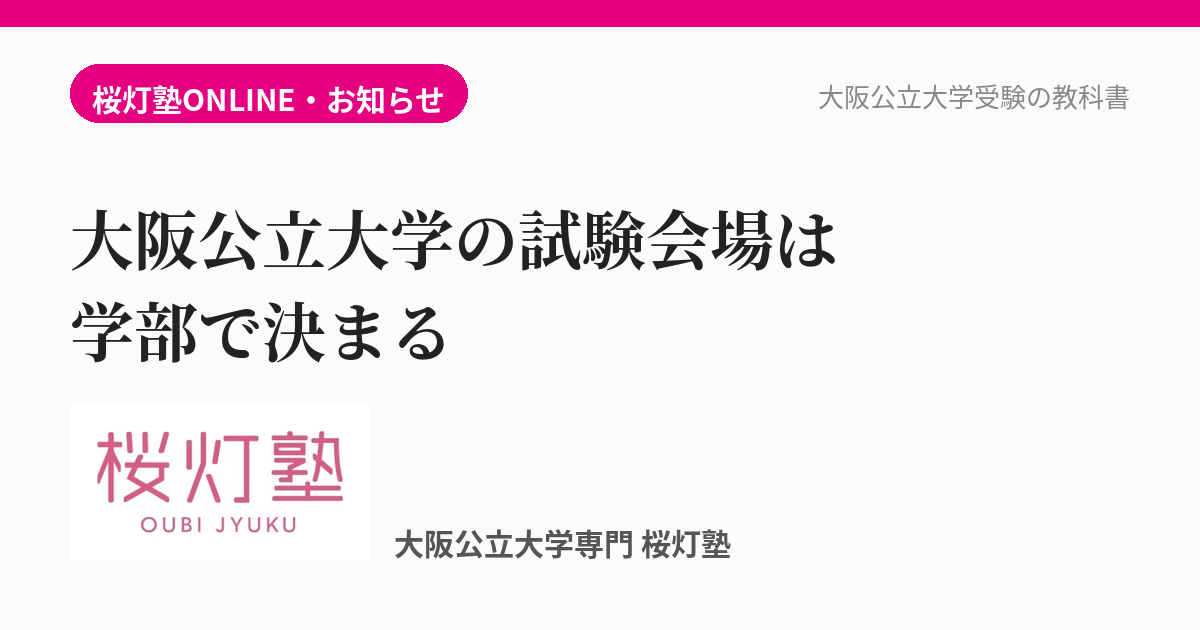 桜灯塾ONLINE・お知らせ
大阪公立大学受験の教科書
大阪公立大学の試験会場は
学部で決まる
桜灯塾
OUBI JYUKU
大阪公立大学専門 桜灯塾